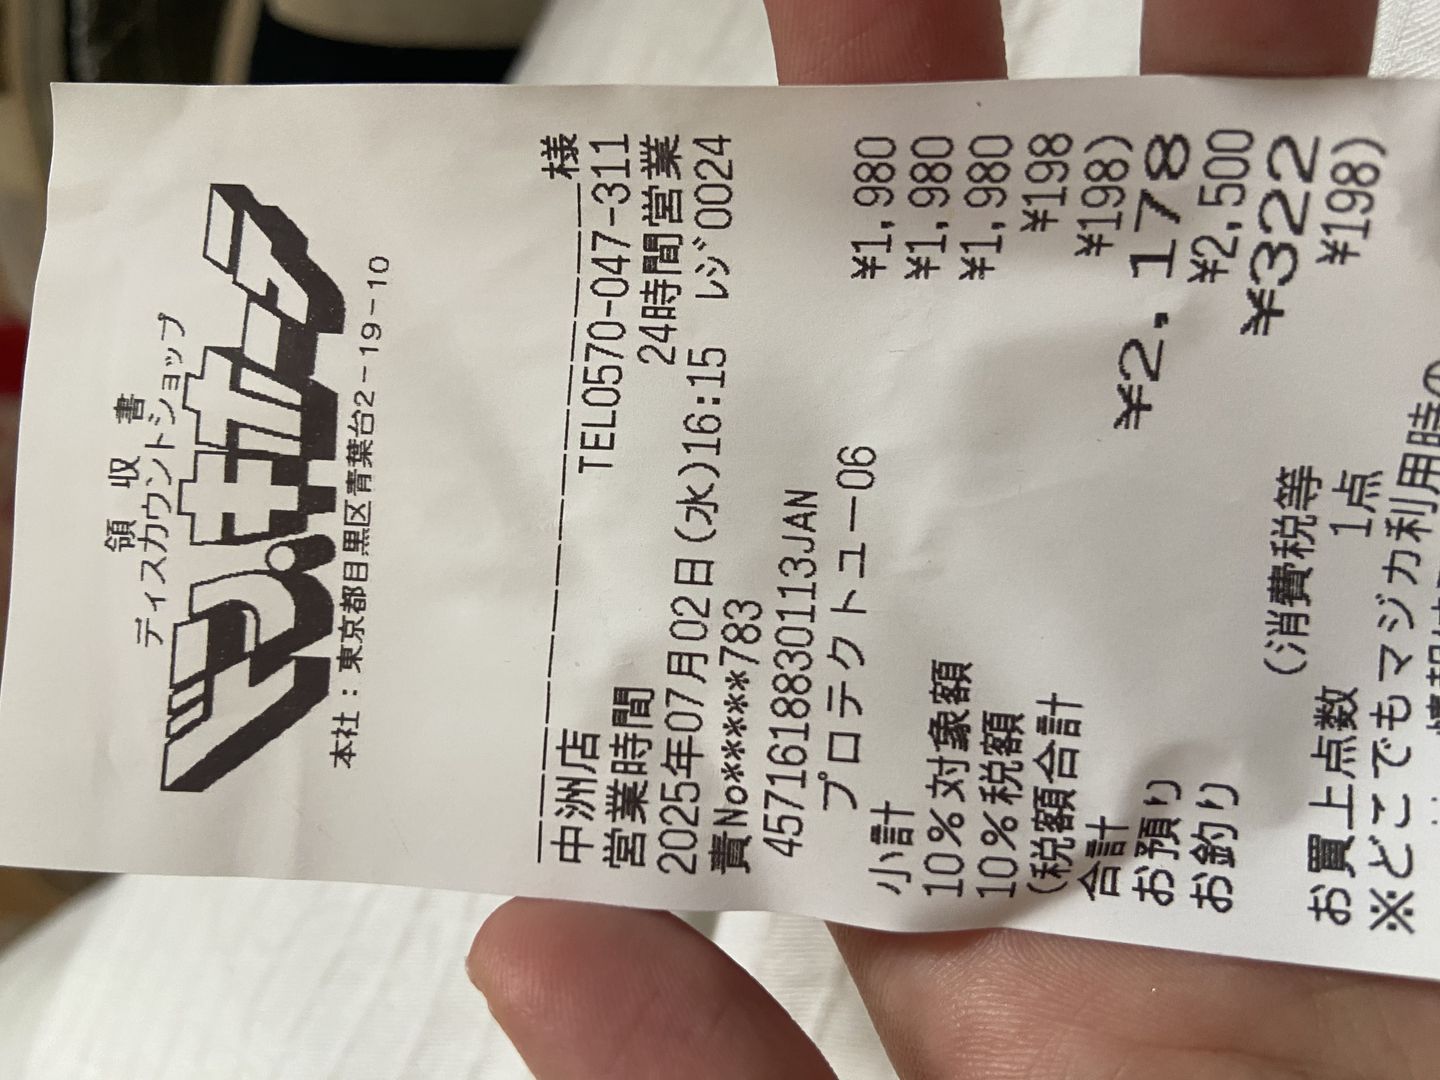 領収書
ディスカウントショップ
ドン.キホーテ
本社：東京都目黒区青葉台2-19-10
様
中洲店 TEL0570-047-311
営業時間 24時間営業
2025年07月02日(水)16:15 レジ0024
責No*****783
4571618830113JAN
プロテクトユー06 ¥1,980
小計 ¥1,980
10%対象額 ¥1,980
10%税額 ¥198
(税額合計 ¥198)
合計 ¥2,178
お預り ¥2,500
お釣り ¥322
(消費税等 ¥198)
お買上点数 1点
※どこでもマジカ利用時の